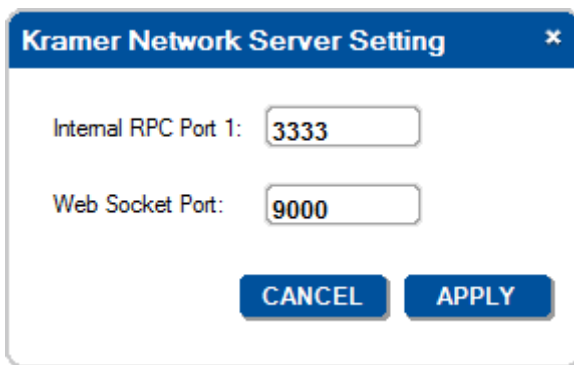 Kramer Network Server Setting ×
Internal RPC Port 1: 3333
Web Socket Port: 9000
CANCEL APPLY